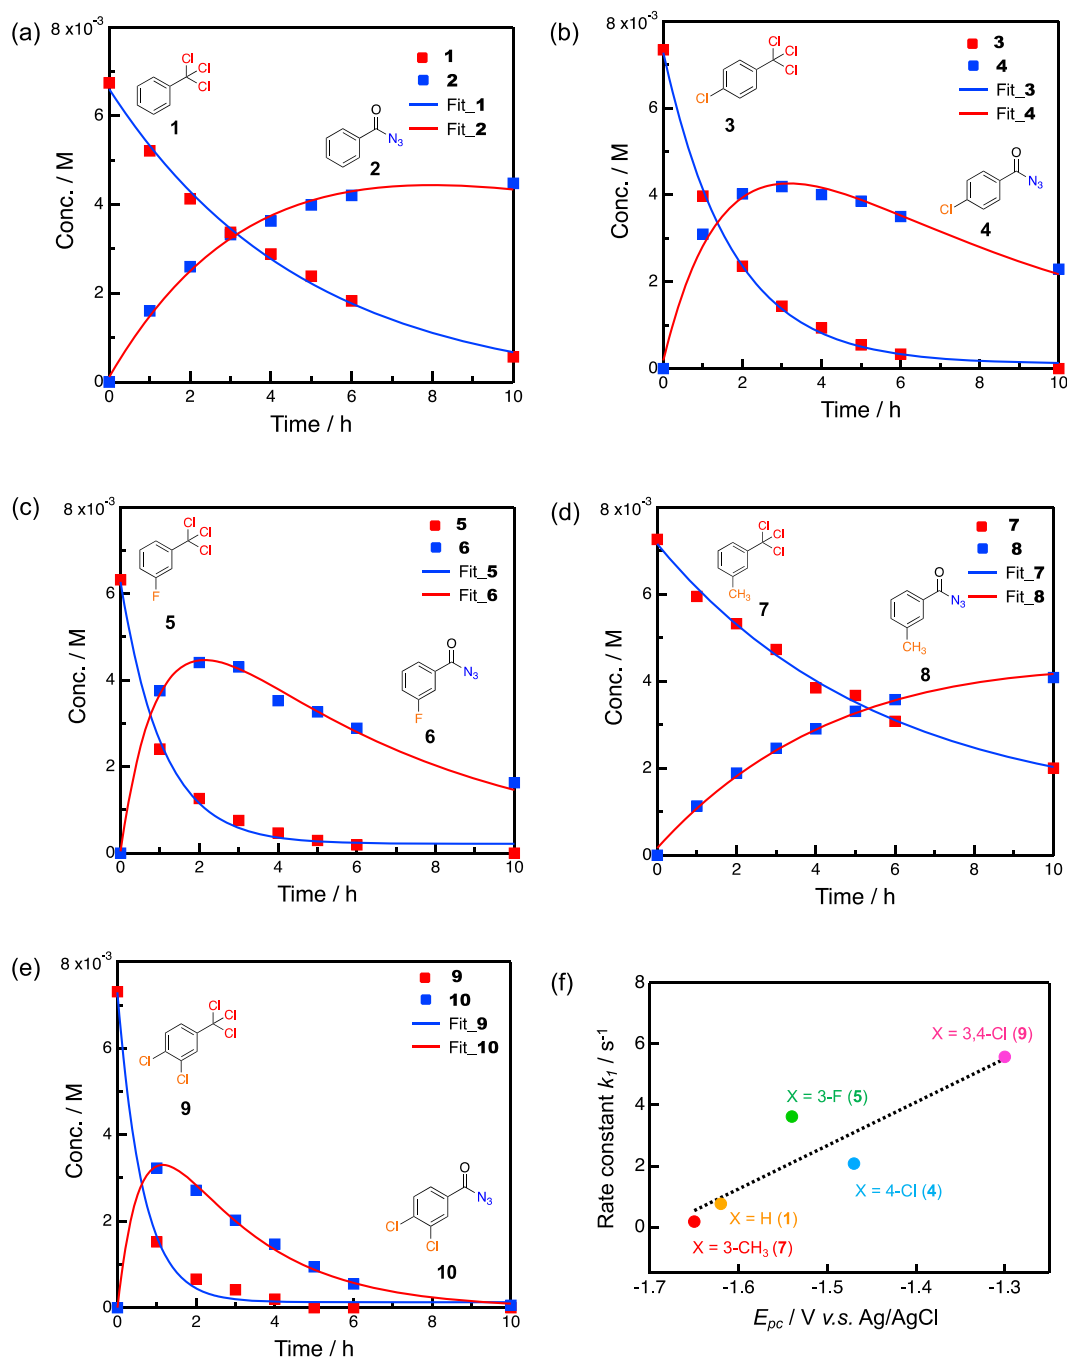 (a)
8 x10⁻³
6
4
2
0
0 2 4 6 8 10
Conc. / M
Time / h
Cl
Cl
Cl
1
O
N₃
2
1
2
Fit_1
Fit_2
(b)
8 x10⁻³
6
4
2
0
0 2 4 6 8 10
Conc. / M
Time / h
Cl
Cl
Cl
Cl
3
O
N₃
Cl
4
3
4
Fit_3
Fit_4
(c)
8 x10⁻³
6
4
2
0
0 2 4 6 8 10
Conc. / M
Time / h
Cl
Cl
Cl
F
5
O
N₃
F
6
5
6
Fit_5
Fit_6
(d)
8 x10⁻³
6
4
2
0
0 2 4 6 8 10
Conc. / M
Time / h
Cl
Cl
Cl
CH₃
7
O
N₃
CH₃
8
7
8
Fit_7
Fit_8
(e)
8 x10⁻³
6
4
2
0
0 2 4 6 8 10
Conc. / M
Time / h
Cl
Cl
Cl
Cl
Cl
9
O
N₃
Cl
Cl
10
9
10
Fit_9
Fit_10
(f)
8
6
4
2
0
-1.7 -1.6 -1.5 -1.4 -1.3
Rate constant k₁ / s⁻¹
E_pc / V v.s. Ag/AgCl
X = 3,4-Cl (9)
X = 3-F (5)
X = 4-Cl (4)
X = H (1)
X = 3-CH₃ (7)